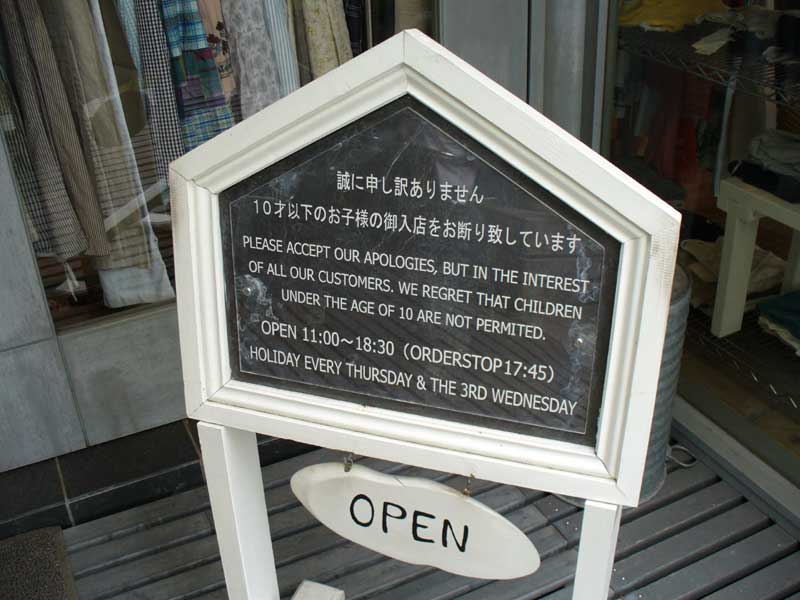 誠に申し訳ありません
１０才以下のお子様の御入店をお断り致しています
PLEASE ACCEPT OUR APOLOGIES, BUT IN THE INTEREST
OF ALL OUR CUSTOMERS. WE REGRET THAT CHILDREN
UNDER THE AGE OF 10 ARE NOT PERMITED.
OPEN 11:00〜18:30（ORDERSTOP17:45）
HOLIDAY EVERY THURSDAY & THE 3RD WEDNESDAY
OPEN